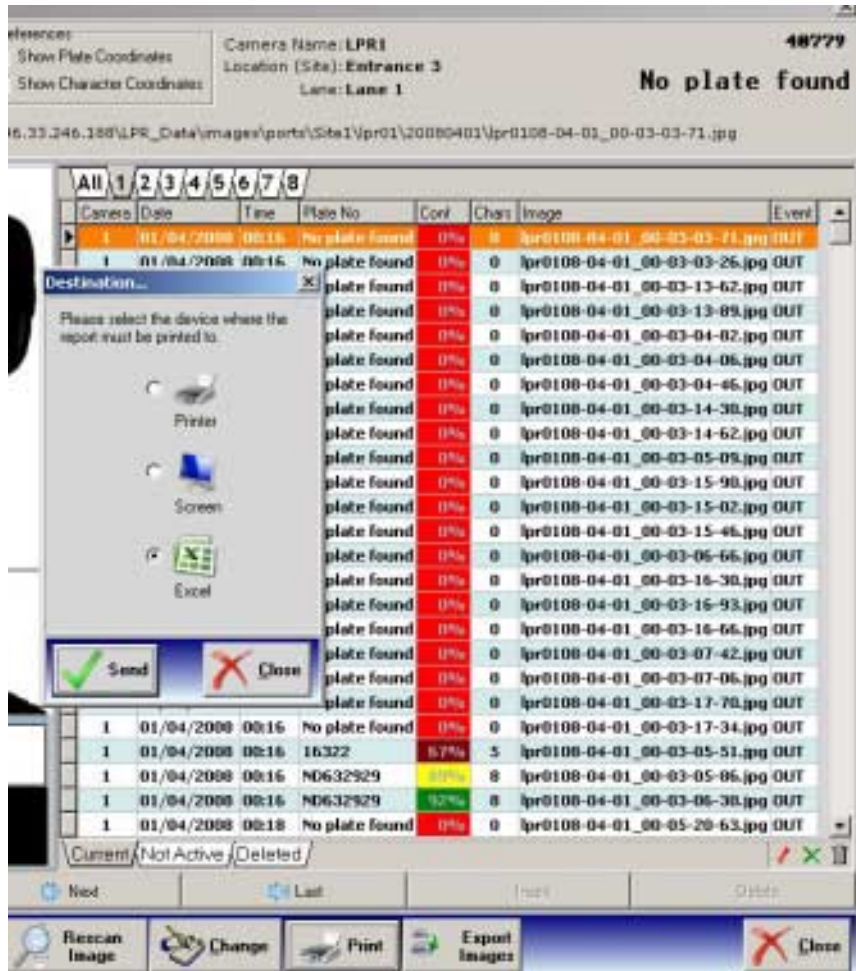 eferences
Show Plate Coordinates
Show Character Coordinates
Camera Name: LPR1
Location (Site): Entrance 3
Lane: Lane 1
48779
No plate found
6.33.246.188\LPR_Data\images\ports\Site1\lpr01\20080401\lpr0108-04-01_00-03-03-71.jpg
All 1 2 3 4 5 6 7 8
Camera Date Time Plate No Conf Chars Image Event
1 01/04/2008 00:16 No plate found 0% 0 lpr0108-04-01_00-03-03-71.jpg OUT
1 01/04/2008 00:16 No plate found 0% 0 lpr0108-04-01_00-03-03-26.jpg OUT
plate found 0% 0 lpr0108-04-01_00-03-13-62.jpg OUT
plate found 0% 0 lpr0108-04-01_00-03-13-89.jpg OUT
plate found 0% 0 lpr0108-04-01_00-03-04-02.jpg OUT
plate found 0% 0 lpr0108-04-01_00-03-04-06.jpg OUT
plate found 0% 0 lpr0108-04-01_00-03-04-46.jpg OUT
plate found 0% 0 lpr0108-04-01_00-03-14-30.jpg OUT
plate found 0% 0 lpr0108-04-01_00-03-14-62.jpg OUT
plate found 0% 0 lpr0108-04-01_00-03-05-09.jpg OUT
plate found 0% 0 lpr0108-04-01_00-03-15-90.jpg OUT
plate found 0% 0 lpr0108-04-01_00-03-15-02.jpg OUT
plate found 0% 0 lpr0108-04-01_00-03-15-46.jpg OUT
plate found 0% 0 lpr0108-04-01_00-03-06-66.jpg OUT
plate found 0% 0 lpr0108-04-01_00-03-16-30.jpg OUT
plate found 0% 0 lpr0108-04-01_00-03-16-93.jpg OUT
plate found 0% 0 lpr0108-04-01_00-03-16-66.jpg OUT
plate found 0% 0 lpr0108-04-01_00-03-07-42.jpg OUT
plate found 0% 0 lpr0108-04-01_00-03-07-06.jpg OUT
plate found 0% 0 lpr0108-04-01_00-03-17-70.jpg OUT
1 01/04/2008 00:16 No plate found 0% 0 lpr0108-04-01_00-03-17-34.jpg OUT
1 01/04/2008 00:16 16322 67% 5 lpr0108-04-01_00-03-05-51.jpg OUT
1 01/04/2008 00:16 ND632929 8 lpr0108-04-01_00-03-05-86.jpg OUT
1 01/04/2008 00:16 ND632929 92% 8 lpr0108-04-01_00-03-06-30.jpg OUT
1 01/04/2008 00:18 No plate found 0% 0 lpr0108-04-01_00-05-20-63.jpg OUT
Destination...
Please select the device where the
report must be printed to.
Printer
Screen
Excel
Send Close
Current Not Active Deleted
Next Last Insert Delete
Rescan Image
Change
Print
Export Images
Close